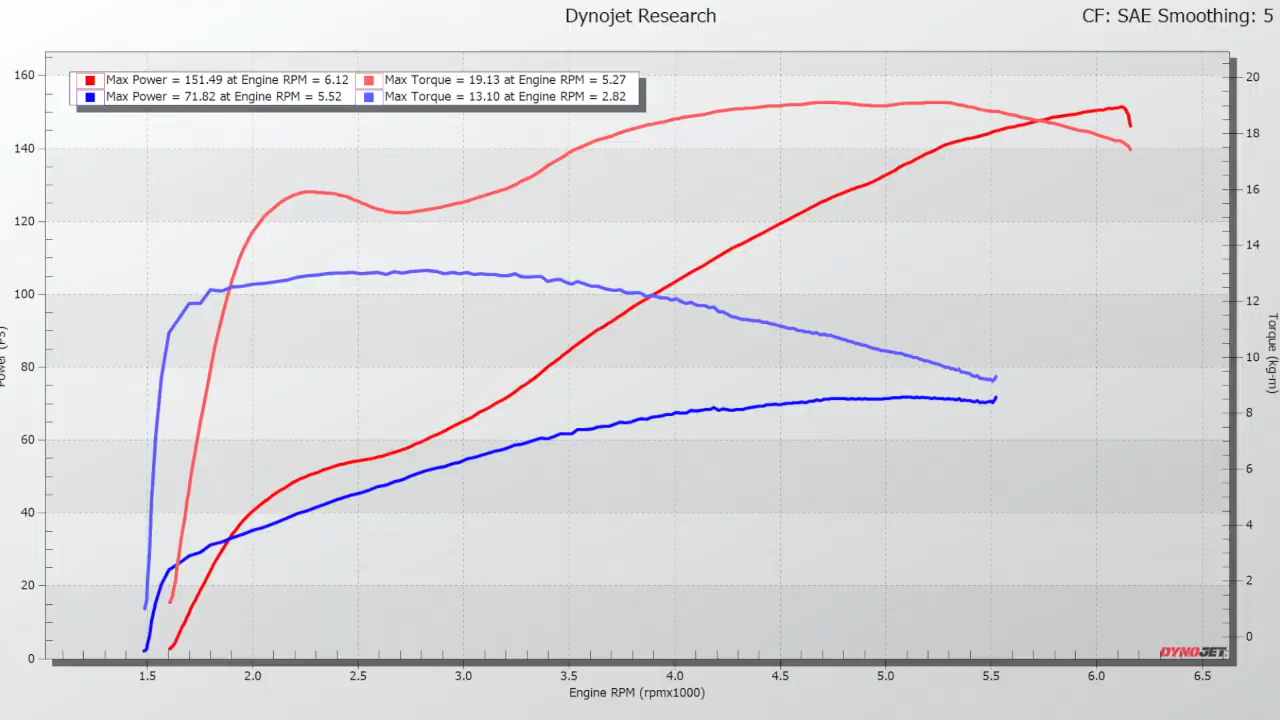 Dynojet Research
CF: SAE Smoothing: 5
Max Power = 151.49 at Engine RPM = 6.12
Max Torque = 19.13 at Engine RPM = 5.27
Max Power = 71.82 at Engine RPM = 5.52
Max Torque = 13.10 at Engine RPM = 2.82
160
140
120
100
80
60
40
20
0
20
18
16
14
12
10
8
6
4
2
0
Torque (kg-m)
DYNOJET
1.5 2.0 2.5 3.0 3.5 4.0 4.5 5.0 5.5 6.0 6.5
Engine RPM (rpmx1000)